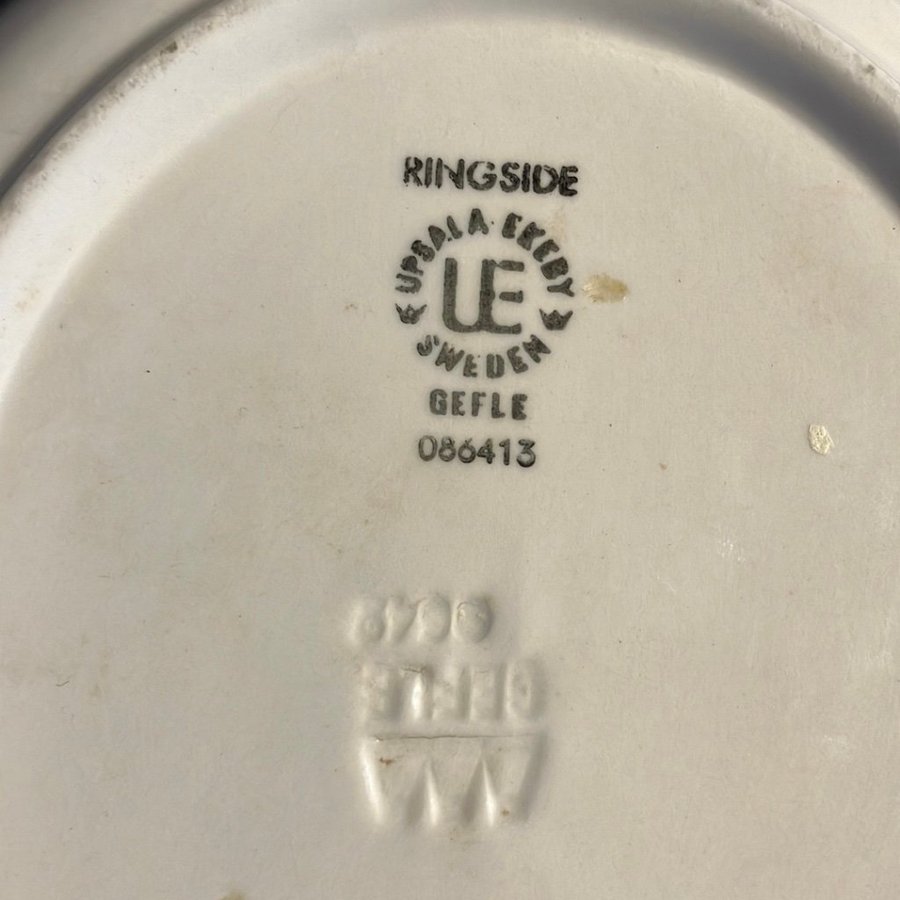 RINGSIDE
UPSALA-EKEBY
UE
SWEDEN
GEFLE
086413
GEFLE